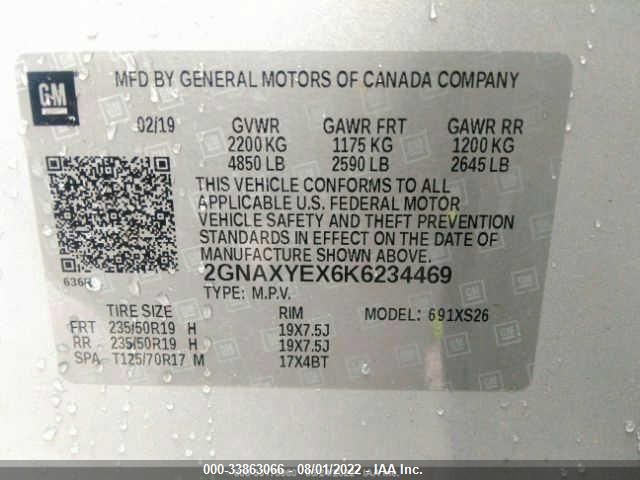 GM
MFD BY GENERAL MOTORS OF CANADA COMPANY
02/19 GVWR GAWR FRT GAWR RR
2200 KG 1175 KG 1200 KG
4850 LB 2590 LB 2645 LB
THIS VEHICLE CONFORMS TO ALL
APPLICABLE U.S. FEDERAL MOTOR
VEHICLE SAFETY AND THEFT PREVENTION
STANDARDS IN EFFECT ON THE DATE OF
MANUFACTURE SHOWN ABOVE.
636R 2GNAXYEX6K6234469
TYPE: M.P.V.
TIRE SIZE RIM MODEL: 691XS26
FRT 235/50R19 H 19X7.5J
RR 235/50R19 H 19X7.5J
SPA T125/70R17 M 17X4BT
000-33863066 - 08/01/2022 - IAA Inc.